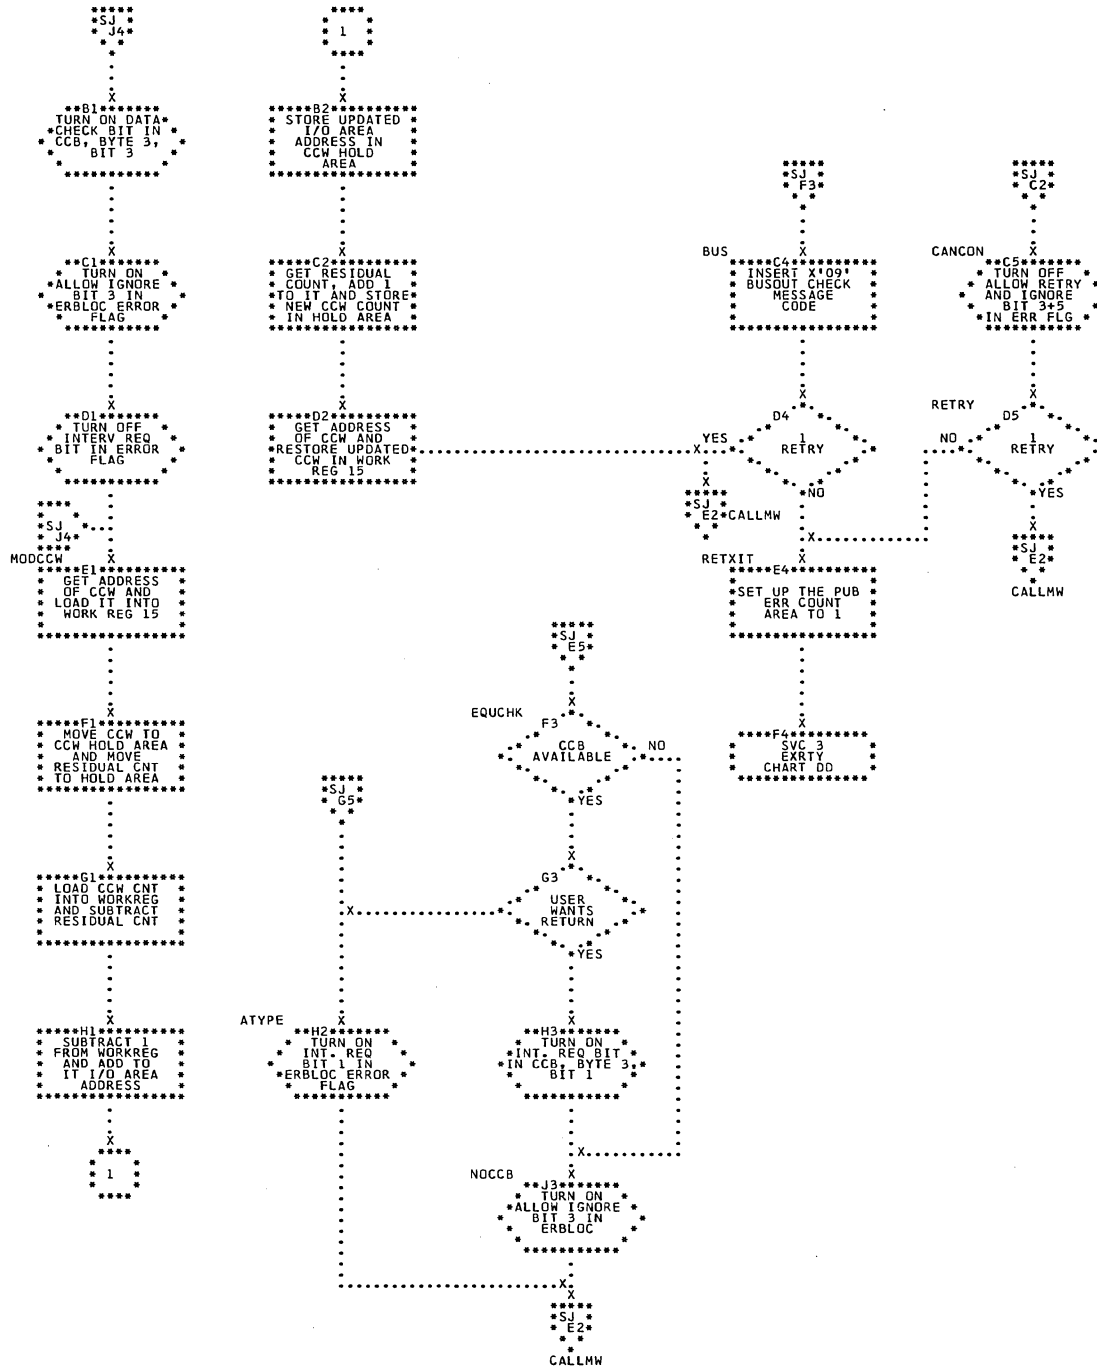 SJ
J4
B1
TURN ON DATA
CHECK BIT IN
CCB, BYTE 3,
BIT 3
C1
TURN ON
ALLOW IGNORE
BIT 3 IN
ERBLOC ERROR
FLAG
D1
TURN OFF
INTERV REQ
BIT IN ERROR
FLAG
SJ
J4
MODCCW
E1
GET ADDRESS
OF CCW AND
LOAD IT INTO
WORK REG 15
F1
MOVE CCW TO
CCW HOLD AREA
AND MOVE
RESIDUAL CNT
TO HOLD AREA
G1
LOAD CCW CNT
INTO WORKREG
AND SUBTRACT
RESIDUAL CNT
H1
SUBTRACT 1
FROM WORKREG
AND ADD TO
IT I/O AREA
ADDRESS
1
1
B2
STORE UPDATED
I/O AREA
ADDRESS IN
CCW HOLD
AREA
C2
GET RESIDUAL
COUNT, ADD 1
TO IT AND STORE
NEW CCW COUNT
IN HOLD AREA
D2
GET ADDRESS
OF CCW AND
RESTORE UPDATED
CCW IN WORK
REG 15
SJ
G5
ATYPE
H2
TURN ON
INT. REQ
BIT 1 IN
ERBLOC ERROR
FLAG
SJ
E5
EQUCHK
F3
CCB
AVAILABLE
NO
YES
G3
USER
WANTS
RETURN
YES
H3
TURN ON
INT. REQ BIT
IN CCB, BYTE 3,
BIT 1
NOCCB
J3
TURN ON
ALLOW IGNORE
BIT 3 IN
ERBLOC
SJ
E2
CALLMW
SJ
F3
BUS
C4
INSERT X'09'
BUSOUT CHECK
MESSAGE
CODE
D4
YES
1
RETRY
NO
SJ
E2
CALLMW
RETXIT
E4
SET UP THE PUB
ERR COUNT
AREA TO 1
F4
SVC 3
EXRTY
CHART DD
SJ
C2
CANCON
C5
TURN OFF
ALLOW RETRY
AND IGNORE
BIT 3+5
IN ERR FLG
RETRY
D5
NO
1
RETRY
YES
SJ
E2
CALLMW